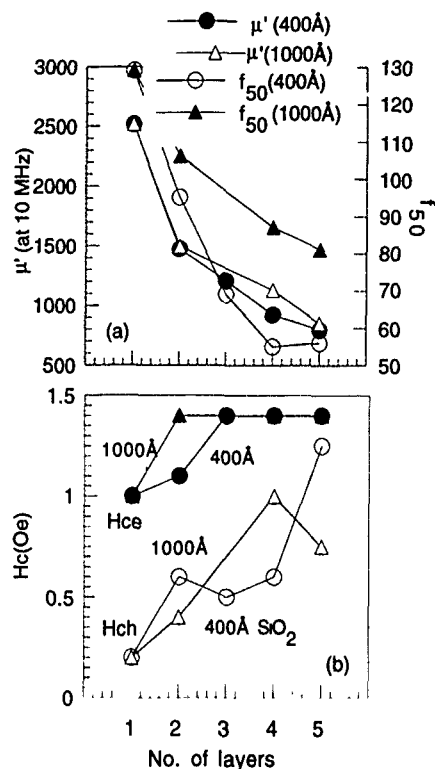 μ' (400Å)
μ' (1000Å)
f50 (400Å)
f50 (1000Å)
3000
2500
2000
1500
1000
500
μ' (at 10 MHz)
130
120
110
100
90
80
70
60
50
f50
(a)
1.5
1
0.5
0
Hc(Oe)
1000Å
400Å
Hce
1000Å
Hch
400Å SiO2
(b)
1 2 3 4 5
No. of layers